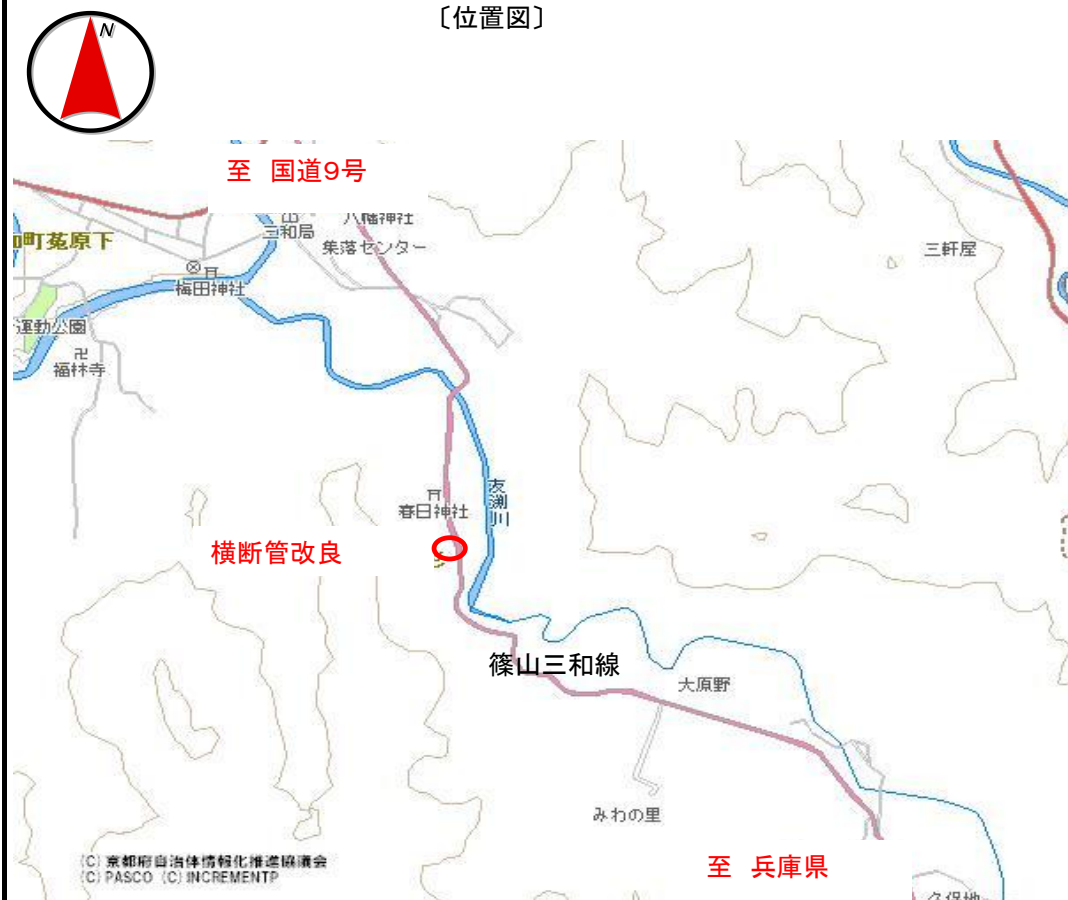 〔位置図〕
N
至 国道9号
八幡神社
三和局
集落センター
町菟原下
三軒屋
梅田神社
運動公園
福林寺
友渕川
春日神社
横断管改良
篠山三和線
大原野
みわの里
(C) 京都府自治体情報化推進協議会
(C) PASCO (C) INCREMENTP
至 兵庫県
久保地